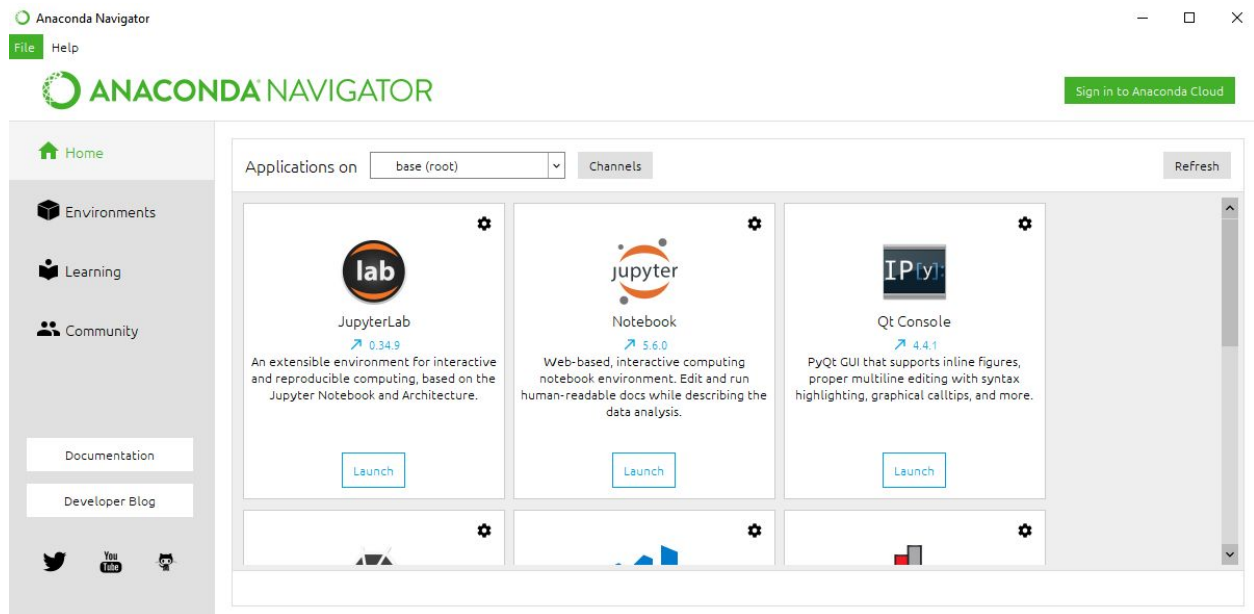 Anaconda Navigator
File Help
ANACONDA NAVIGATOR
Sign in to Anaconda Cloud
Home
Environments
Learning
Community
Documentation
Developer Blog
You
Tube
Applications on base (root) Channels Refresh
lab
JupyterLab
0.34.9
An extensible environment for interactive
and reproducible computing, based on the
Jupyter Notebook and Architecture.
Launch
jupyter
Notebook
5.6.0
Web-based, interactive computing
notebook environment. Edit and run
human-readable docs while describing the
data analysis.
Launch
IP[y]:
Qt Console
4.4.1
PyQt GUI that supports inline figures,
proper multiline editing with syntax
highlighting, graphical calltips, and more.
Launch